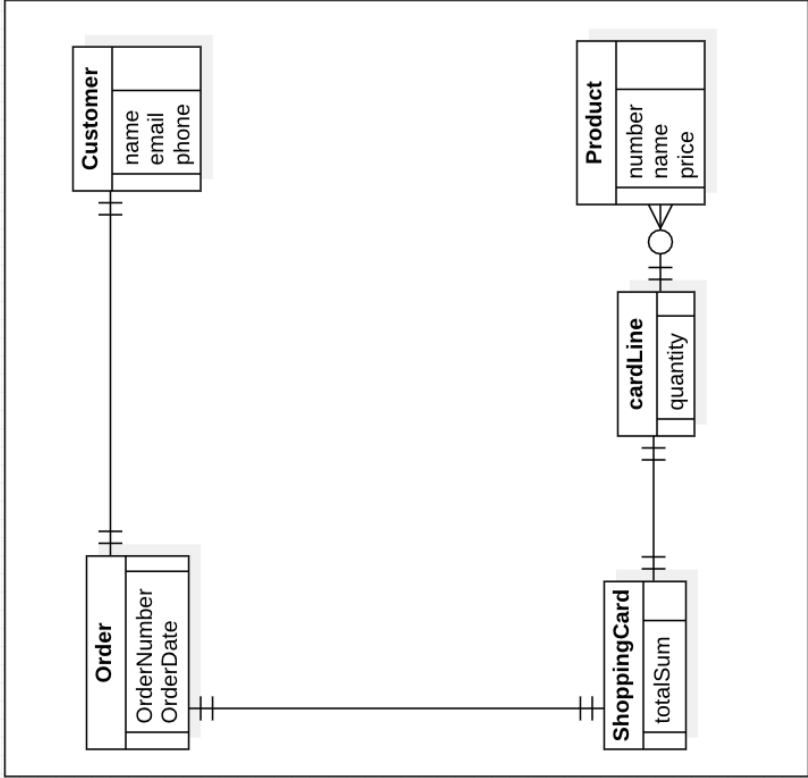 Customer
name
email
phone
Product
number
name
price
cardLine
quantity
Order
OrderNumber
OrderDate
ShoppingCard
totalSum